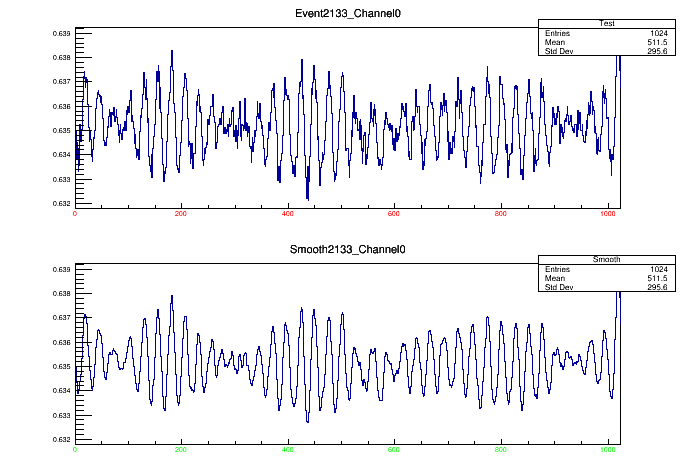 Event2133_Channel0
Test
Entries 1024
Mean 511.5
Std Dev 295.6
0.639
0.638
0.637
0.636
0.635
0.634
0.633
0.632
0 200 400 600 800 1000
Smooth2133_Channel0
Smooth
Entries 1024
Mean 511.5
Std Dev 295.6
0.639
0.638
0.637
0.636
0.635
0.634
0.633
0.632
0 200 400 600 800 1000